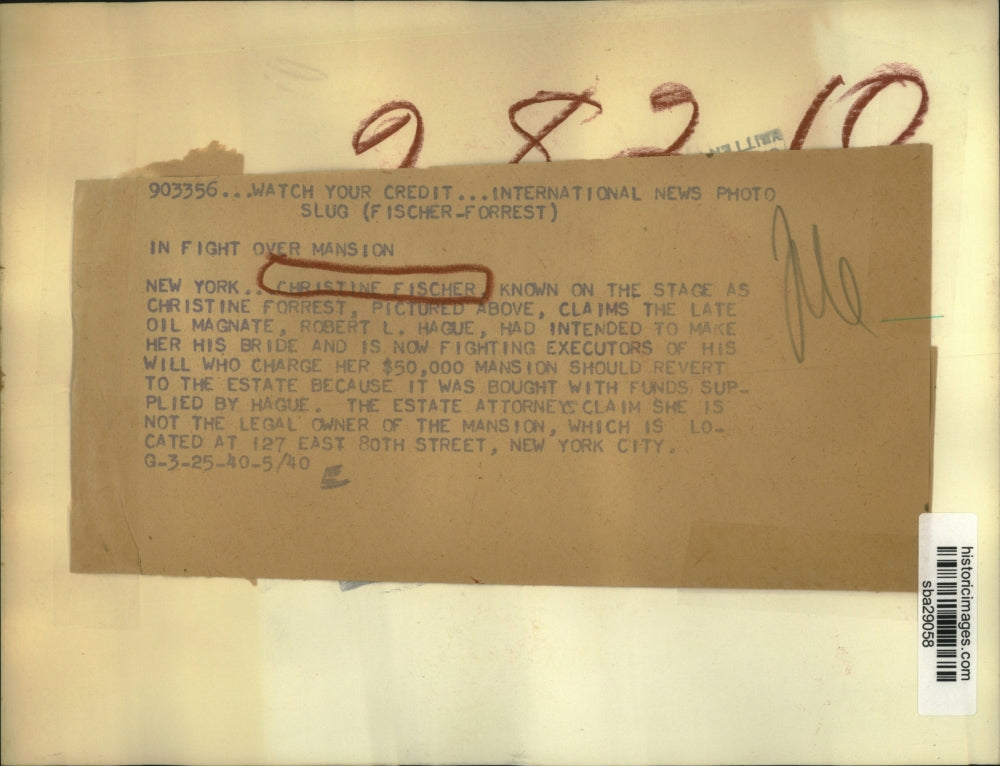 903356...WATCH YOUR CREDIT...INTERNATIONAL NEWS PHOTO
SLUG (FISCHER-FORREST)
IN FIGHT OVER MANSION
NEW YORK...CHRISTINE FISCHER, KNOWN ON THE STAGE AS
CHRISTINE FORREST, PICTURED ABOVE, CLAIMS THE LATE
OIL MAGNATE, ROBERT L. HAGUE, HAD INTENDED TO MAKE
HER HIS BRIDE AND IS NOW FIGHTING EXECUTORS OF HIS
WILL WHO CHARGE HER $50,000 MANSION SHOULD REVERT
TO THE ESTATE BECAUSE IT WAS BOUGHT WITH FUNDS SUP-
PLIED BY HAGUE. THE ESTATE ATTORNEYS CLAIM SHE IS
NOT THE LEGAL OWNER OF THE MANSION, WHICH IS LO-
CATED AT 127 EAST 80TH STREET, NEW YORK CITY.
G-3-25-40-5/40
historicimages.com
sba29058